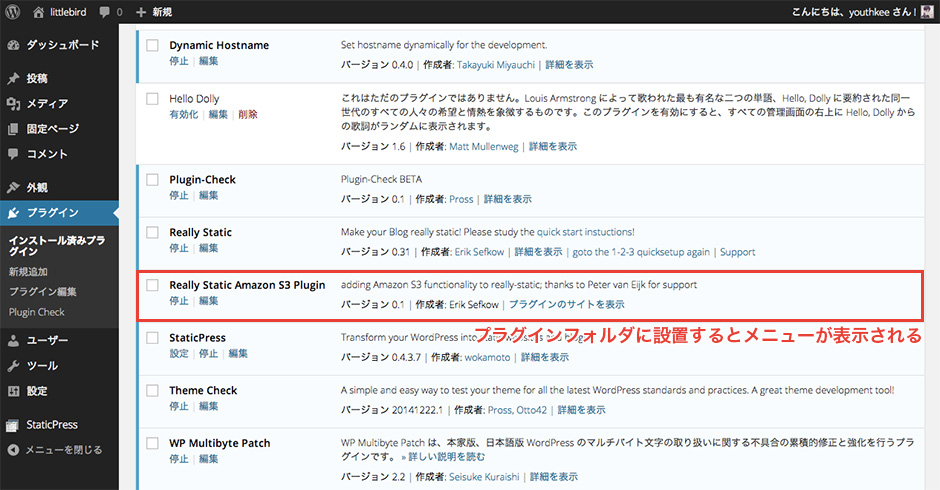 littlebird 0 新規 こんにちは、youthkee さん !
ダッシュボード
投稿
メディア
固定ページ
コメント
外観
プラグイン
インストール済みプラ
グイン
新規追加
プラグイン編集
Plugin Check
ユーザー
ツール
設定
StaticPress
メニューを閉じる
Dynamic Hostname
停止 | 編集
Set hostname dynamically for the development.
バージョン 0.4.0 | 作成者: Takayuki Miyauchi | 詳細を表示
Hello Dolly
有効化 | 編集 | 削除
これはただのプラグインではありません。Louis Armstrong によって歌われた最も有名な二つの単語、Hello, Dolly に要約された同一
世代のすべての人々の希望と情熱を象徴するものです。このプラグインを有効にすると、すべての管理画面の右上に Hello, Dolly から
の歌詞がランダムに表示されます。
バージョン 1.6 | 作成者: Matt Mullenweg | 詳細を表示
Plugin-Check
停止 | 編集
Plugin-Check BETA
バージョン 0.1 | 作成者: Pross | 詳細を表示
Really Static
停止 | 編集
Make your Blog really static! Please study the quick start instuctions!
バージョン 0.31 | 作成者: Erik Sefkow | 詳細を表示 | goto the 1-2-3 quicksetup again | Support
Really Static Amazon S3 Plugin
停止 | 編集
adding Amazon S3 functionality to really-static; thanks to Peter van Eijk for support
バージョン 0.1 | 作成者: Erik Sefkow | プラグインのサイトを表示
プラグインフォルダに設置するとメニューが表示される
StaticPress
設定 | 停止 | 編集
Transform your WordPress into
バージョン 0.4.3.7 | 作成者: wokamoto | 詳細を表示
Theme Check
停止 | 編集
A simple and easy way to test your theme for all the latest WordPress standards and practices. A great theme development tool!
バージョン 20141222.1 | 作成者: Pross, Otto42 | 詳細を表示
WP Multibyte Patch
停止 | 編集
WP Multibyte Patch は、本家版、日本語版 WordPress のマルチバイト文字の取り扱いに関する不具合の累積的修正と強化を行うプラ
グインです。 » 詳しい説明を読む
バージョン 2.2 | 作成者: Seisuke Kuraishi | 詳細を表示